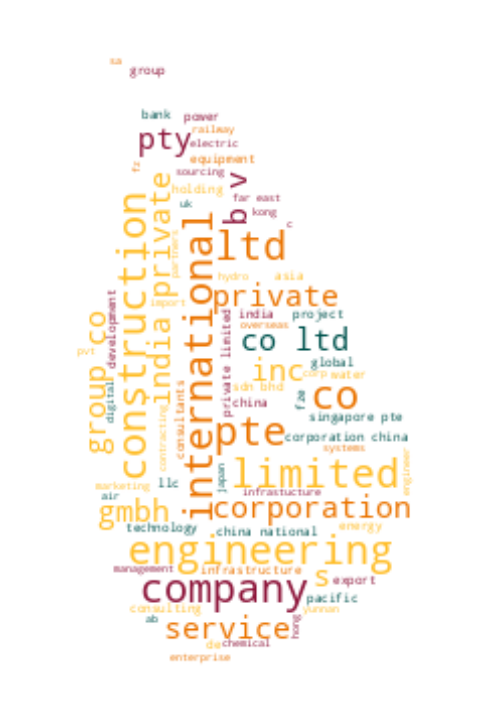 sa
group
bank
power
railway
pty
electric
equipment
fz
sourcing
b v
holding
far east
uk
kong
c
construction
india private
partners
international
ltd
hydro
asia
private
import
india
project
development
group co
overseas
co ltd
private limited
pvt
global
inc
corp
water
digital
consultants
sdn bhd
fze
co
china
contracting
singapore pte
pte
corporation china
systems
engineer
limited
japan
marketing
llc
infrastucture
air
gmbh
corporation
technology
china national
energy
engineering
management
infrastructure
s
export
company
pacific
consulting
yunnan
ab
service
hong
de
chemical
enterprise